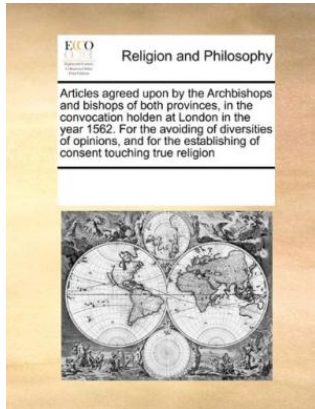 ECCO
Religion and Philosophy
Articles agreed upon by the Archbishops
and bishops of both provinces, in the
convocation holden at London in the
year 1562. For the avoiding of diversities
of opinions, and for the establishing of
consent touching true religion